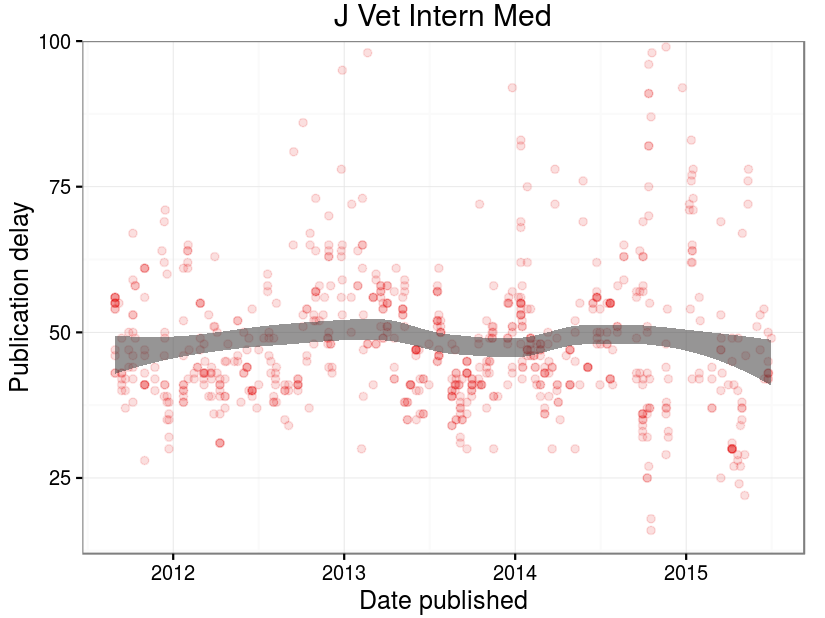 J Vet Intern Med
100
75
50
25
Publication delay
2012 2013 2014 2015
Date published